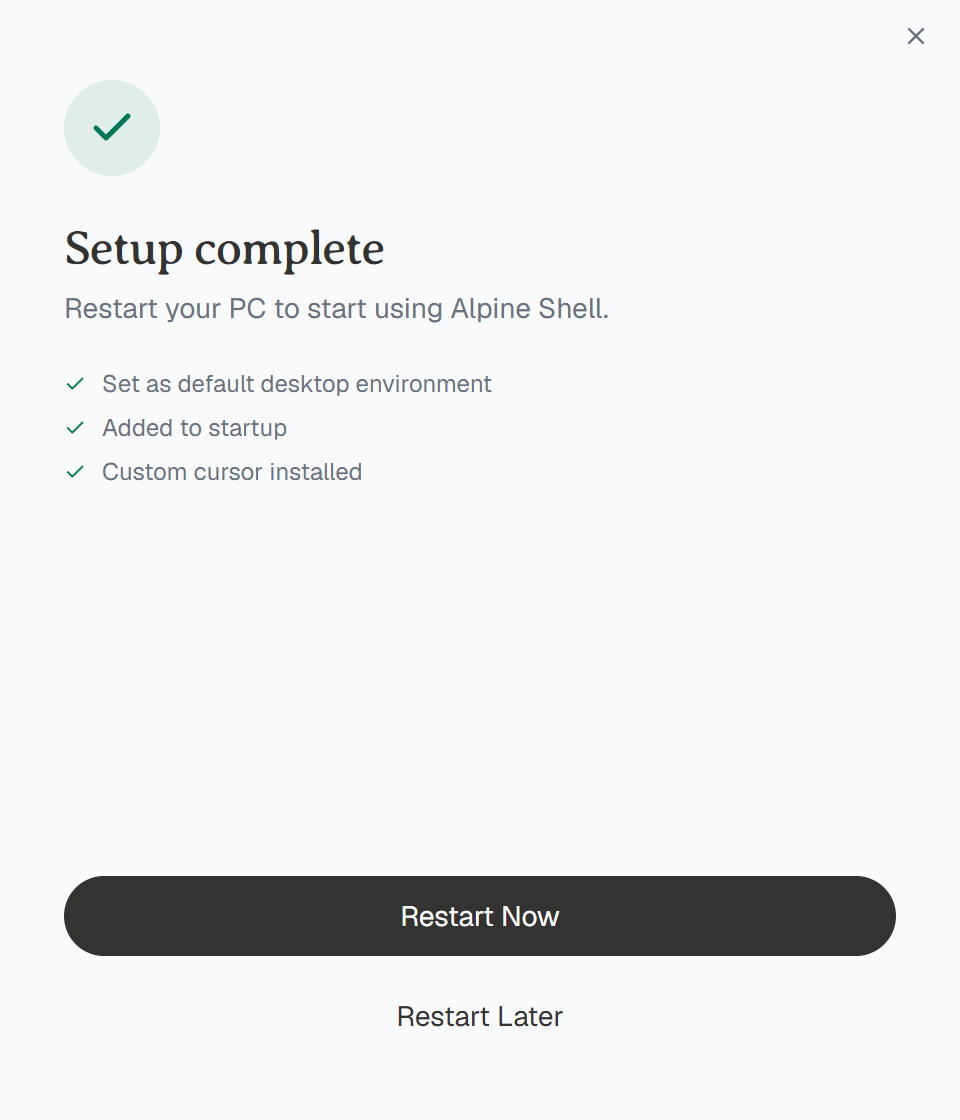 Setup complete
Restart your PC to start using Alpine Shell.
Set as default desktop environment
Added to startup
Custom cursor installed
Restart Now
Restart Later